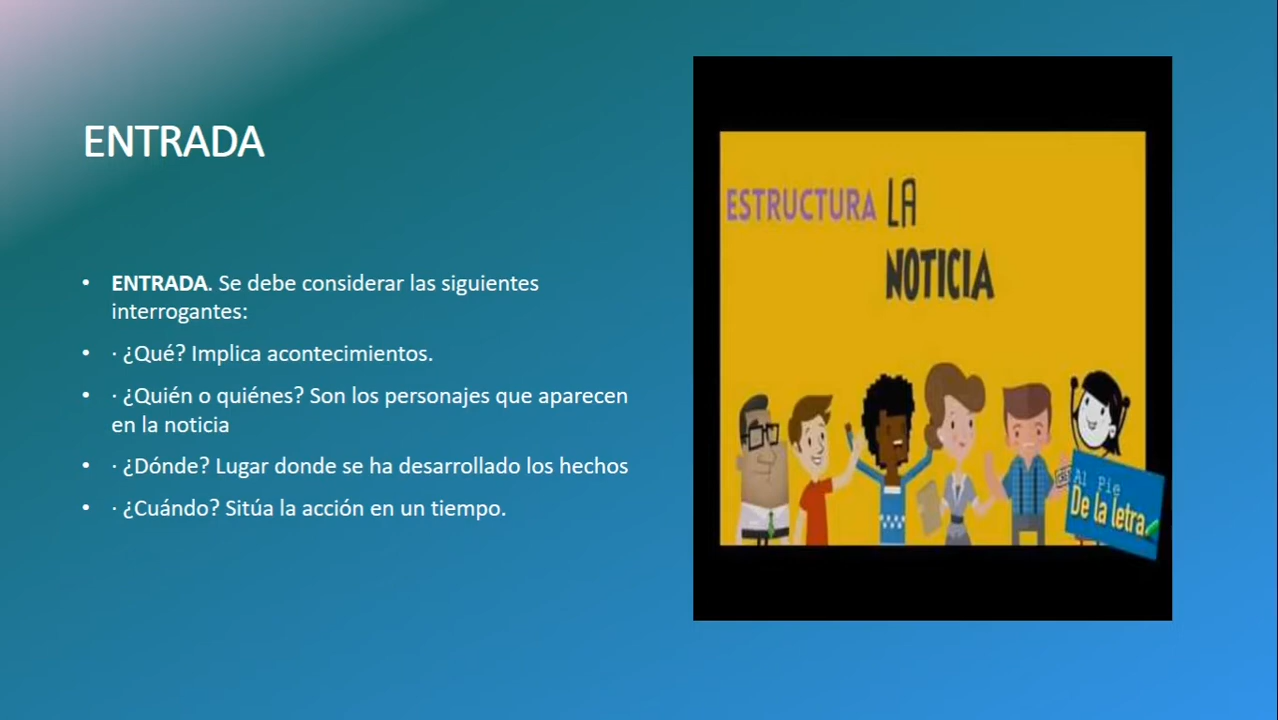 ENTRADA
• ENTRADA. Se debe considerar las siguientes
interrogantes:
• · ¿Qué? Implica acontecimientos.
• · ¿Quién o quiénes? Son los personajes que aparecen
en la noticia
• · ¿Dónde? Lugar donde se ha desarrollado los hechos
• · ¿Cuándo? Sitúa la acción en un tiempo.
ESTRUCTURA LA
NOTICIA
Al Pie
De la letra